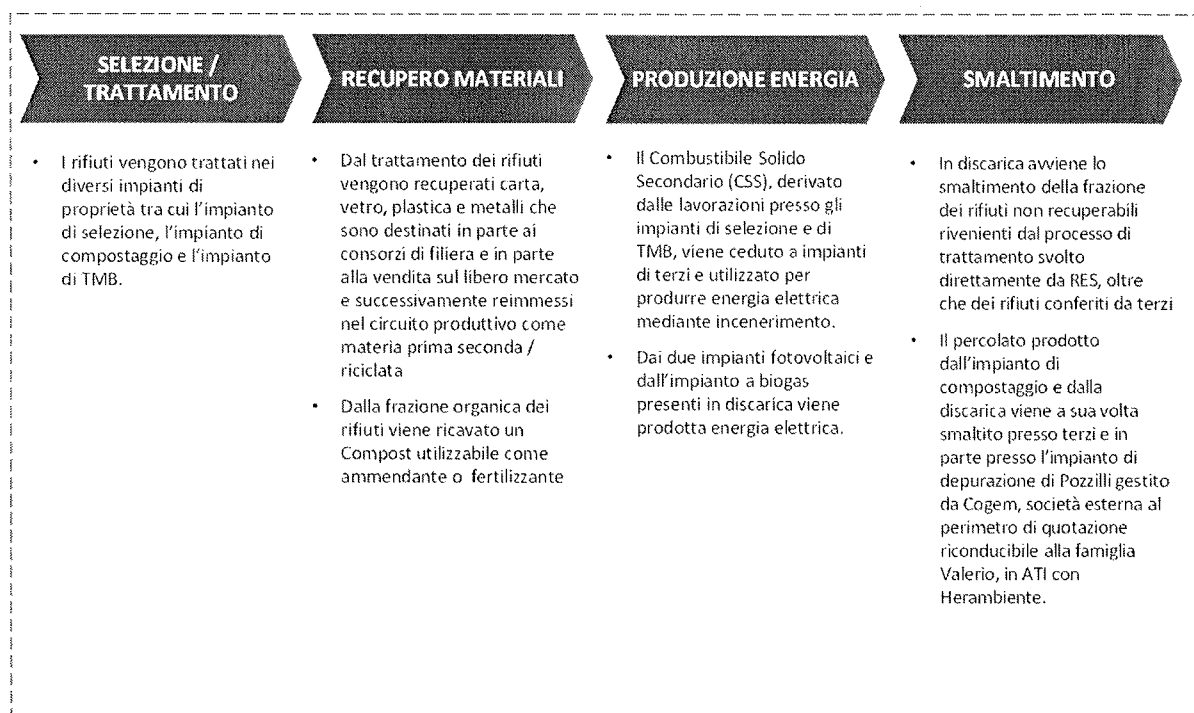 SELEZIONE /
TRATTAMENTO
• I rifiuti vengono trattati nei
diversi impianti di
proprietà tra cui l'impianto
di selezione, l'impianto di
compostaggio e l'impianto
di TMB.
RECUPERO MATERIALI
• Dal trattamento dei rifiuti
vengono recuperati carta,
vetro, plastica e metalli che
sono destinati in parte ai
consorzi di filiera e in parte
alla vendita sul libero mercato
e successivamente reimmessi
nel circuito produttivo come
materia prima seconda /
riciclata
• Dalla frazione organica dei
rifiuti viene ricavato un
Compost utilizzabile come
ammendante o fertilizzante
PRODUZIONE ENERGIA
• Il Combustibile Solido
Secondario (CSS), derivato
dalle lavorazioni presso gli
impianti di selezione e di
TMB, viene ceduto a impianti
di terzi e utilizzato per
produrre energia elettrica
mediante incenerimento.
• Dai due impianti fotovoltaici e
dall'impianto a biogas
presenti in discarica viene
prodotta energia elettrica.
SMALTIMENTO
• In discarica avviene lo
smaltimento della frazione
dei rifiuti non recuperabili
rivenienti dal processo di
trattamento svolto
direttamente da RES, oltre
che dei rifiuti conferiti da terzi
• Il percolato prodotto
dall'impianto di
compostaggio e dalla
discarica viene a sua volta
smaltito presso terzi e in
parte presso l'impianto di
depurazione di Pozzilli gestito
da Cogem, società esterna al
perimetro di quotazione
riconducibile alla famiglia
Valerio, in ATI con
Herambiente.